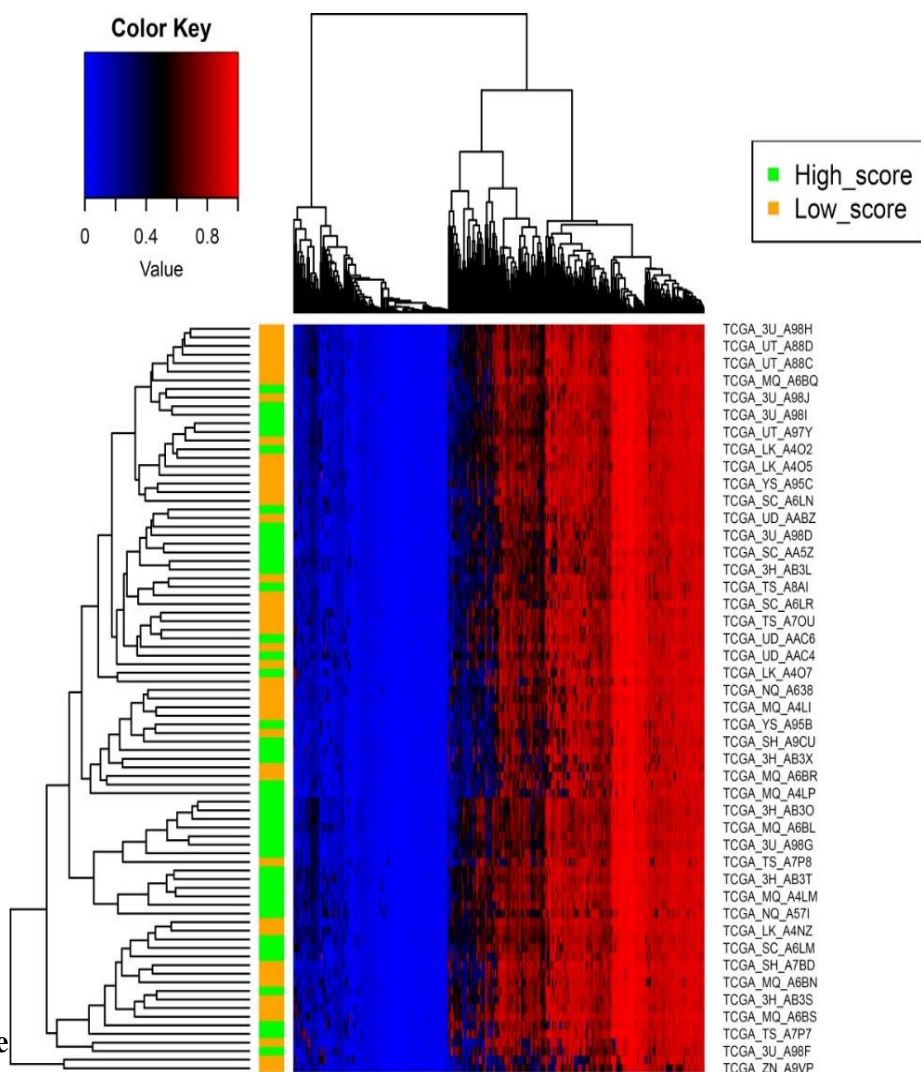 Color Key
0 0.4 0.8
Value
High_score
Low_score
TCGA_3U_A98H
TCGA_UT_A88D
TCGA_UT_A88C
TCGA_MQ_A6BQ
TCGA_3U_A98J
TCGA_3U_A98I
TCGA_UT_A97Y
TCGA_LK_A4O2
TCGA_LK_A4O5
TCGA_YS_A95C
TCGA_SC_A6LN
TCGA_UD_AABZ
TCGA_3U_A98D
TCGA_SC_AA5Z
TCGA_3H_AB3L
TCGA_TS_A8AI
TCGA_SC_A6LR
TCGA_TS_A7OU
TCGA_UD_AAC6
TCGA_UD_AAC4
TCGA_LK_A4O7
TCGA_NQ_A638
TCGA_MQ_A4LI
TCGA_YS_A95B
TCGA_SH_A9CU
TCGA_3H_AB3X
TCGA_MQ_A6BR
TCGA_MQ_A4LP
TCGA_3H_AB3O
TCGA_MQ_A6BL
TCGA_3U_A98G
TCGA_TS_A7P8
TCGA_3H_AB3T
TCGA_MQ_A4LM
TCGA_NQ_A57I
TCGA_LK_A4NZ
TCGA_SC_A6LM
TCGA_SH_A7BD
TCGA_MQ_A6BN
TCGA_3H_AB3S
TCGA_MQ_A6BS
TCGA_TS_A7P7
e
TCGA_3U_A98F
TCGA_ZN_A9VP